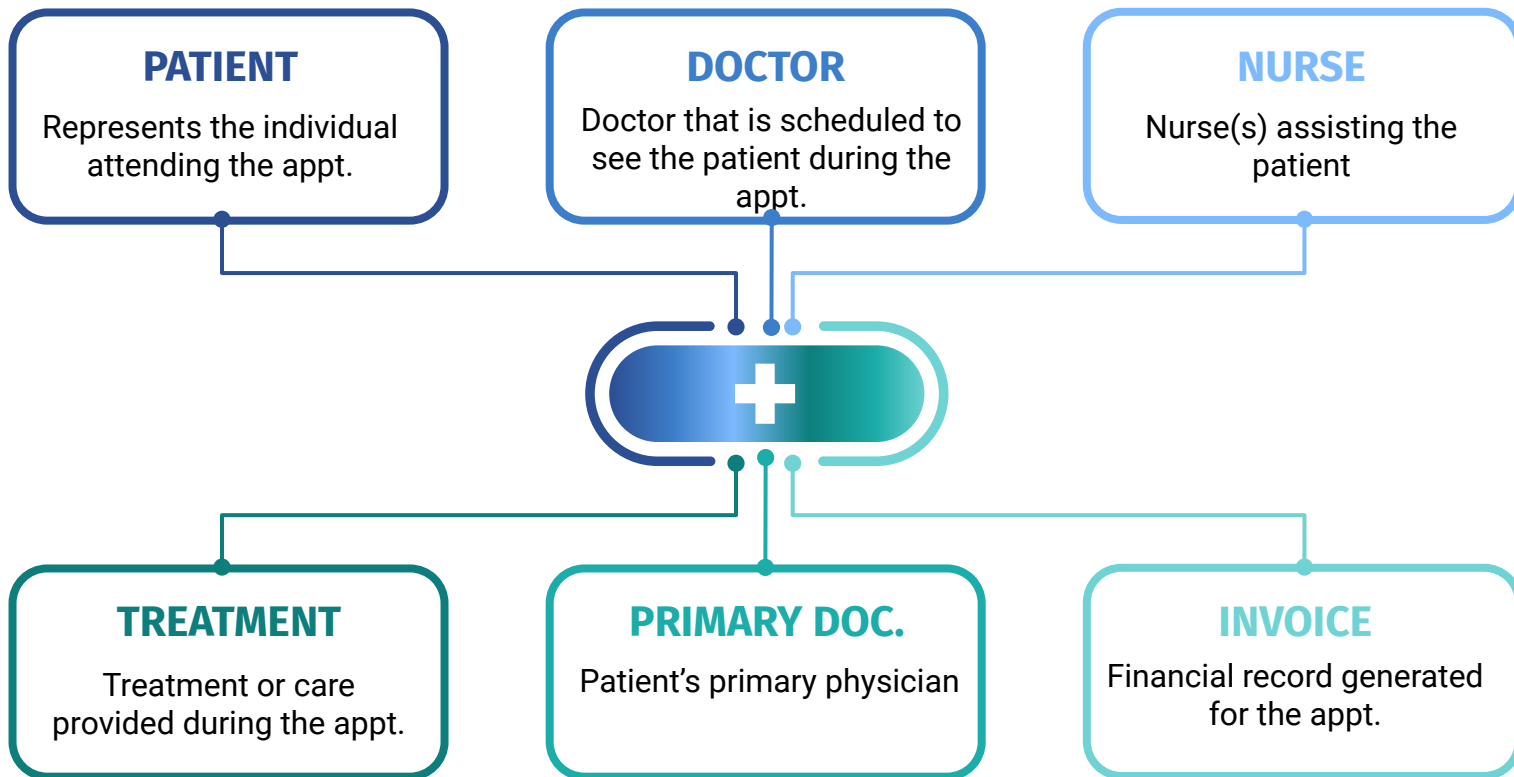 PATIENT
Represents the individual
attending the appt.
DOCTOR
Doctor that is scheduled to
see the patient during the
appt.
NURSE
Nurse(s) assisting the
patient
TREATMENT
Treatment or care
provided during the appt.
PRIMARY DOC.
Patient’s primary physician
INVOICE
Financial record generated
for the appt.